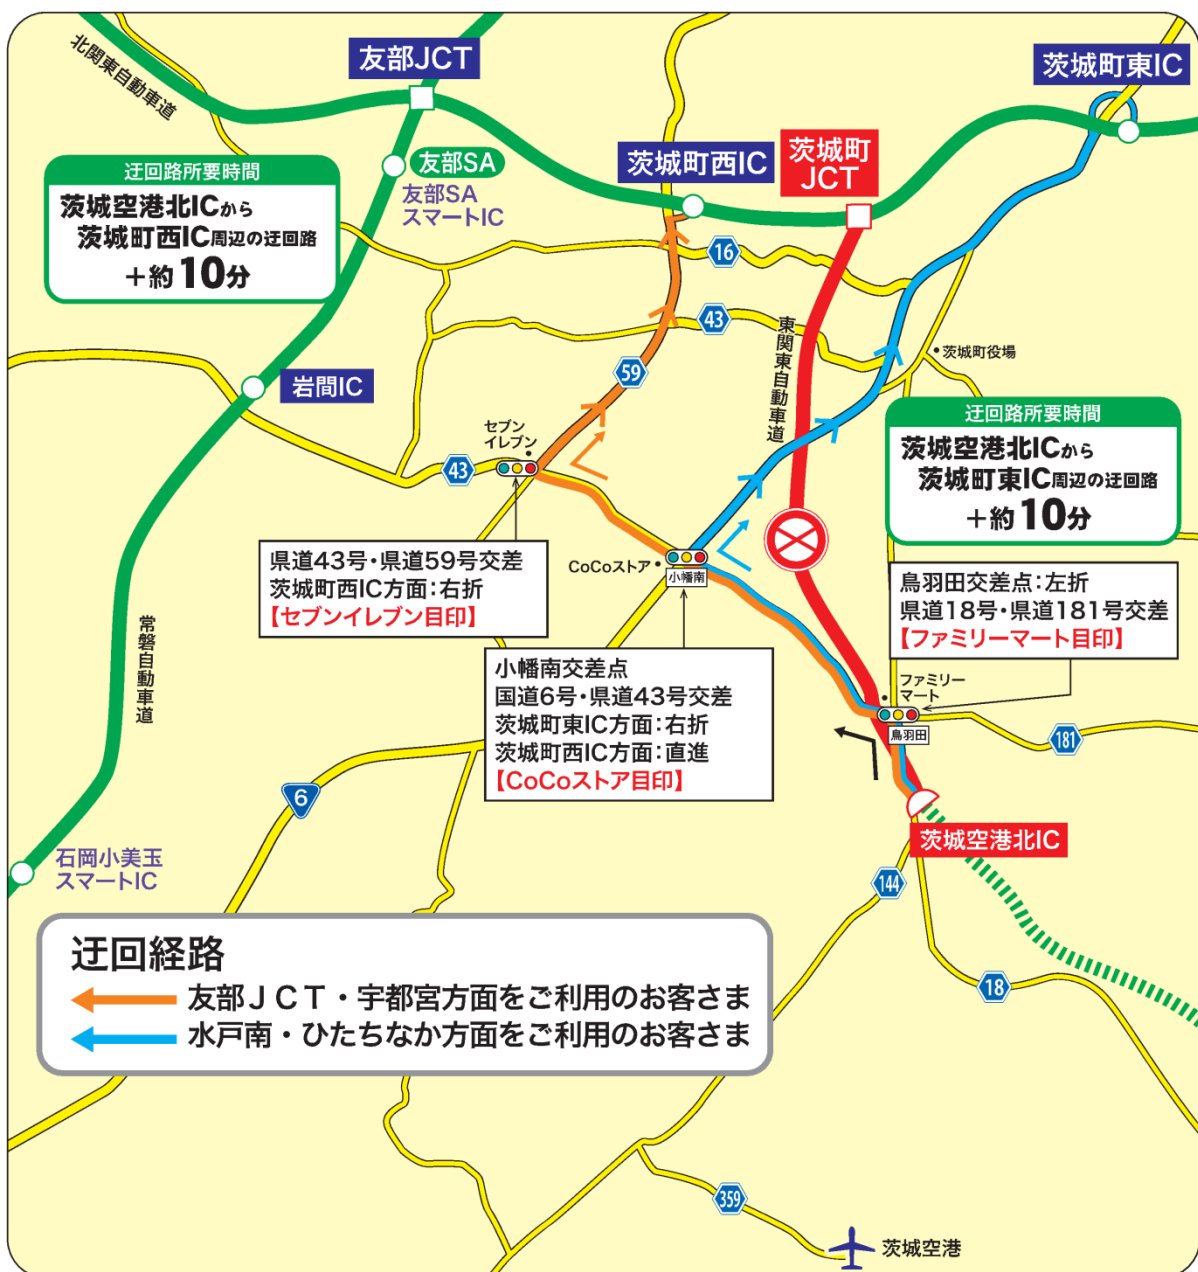 北関東自動車道
友部JCT
茨城町東IC
友部SA
友部SA
スマートIC
茨城町西IC
茨城町
JCT
迂回路所要時間
茨城空港北ICから
茨城町西IC周辺の迂回路
+約10分
16
43
東関東自動車道
茨城町役場
59
岩間IC
迂回路所要時間
茨城空港北ICから
茨城町東IC周辺の迂回路
+約10分
セブン
イレブン
43
県道43号・県道59号交差
茨城町西IC方面:右折
【セブンイレブン目印】
CoCoストア
小幡南
鳥羽田交差点:左折
県道18号・県道181号交差
【ファミリーマート目印】
常磐自動車道
小幡南交差点
国道6号・県道43号交差
茨城町東IC方面:右折
茨城町西IC方面:直進
【CoCoストア目印】
ファミリー
マート
鳥羽田
181
6
茨城空港北IC
石岡小美玉
スマートIC
144
18
迂回経路
友部JCT・宇都宮方面をご利用のお客さま
水戸南・ひたちなか方面をご利用のお客さま
359
茨城空港